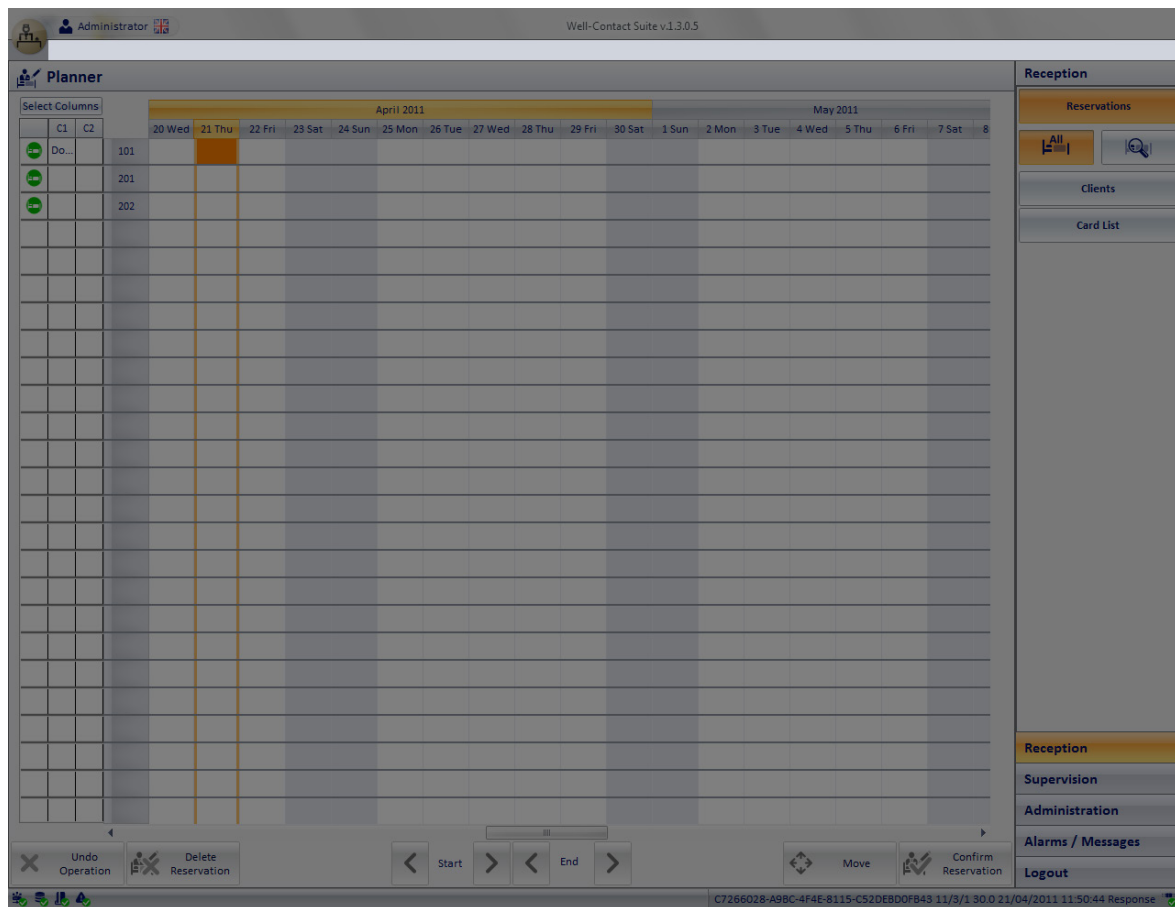 Administrator
Well-Contact Suite v.1.3.0.5
Planner
Select Columns
April 2011
May 2011
C1 C2
20 Wed 21 Thu 22 Fri 23 Sat 24 Sun 25 Mon 26 Tue 27 Wed 28 Thu 29 Fri 30 Sat 1 Sun 2 Mon 3 Tue 4 Wed 5 Thu 6 Fri 7 Sat 8
Do... 101
201
202
Undo Operation
Delete Reservation
Start
End
Move
Confirm Reservation
Reception
Reservations
All
Clients
Card List
Reception
Supervision
Administration
Alarms / Messages
Logout
C7266028-A9BC-4F4E-8115-C52DEBD0FB43 11/3/1 30.0 21/04/2011 11:50:44 Response